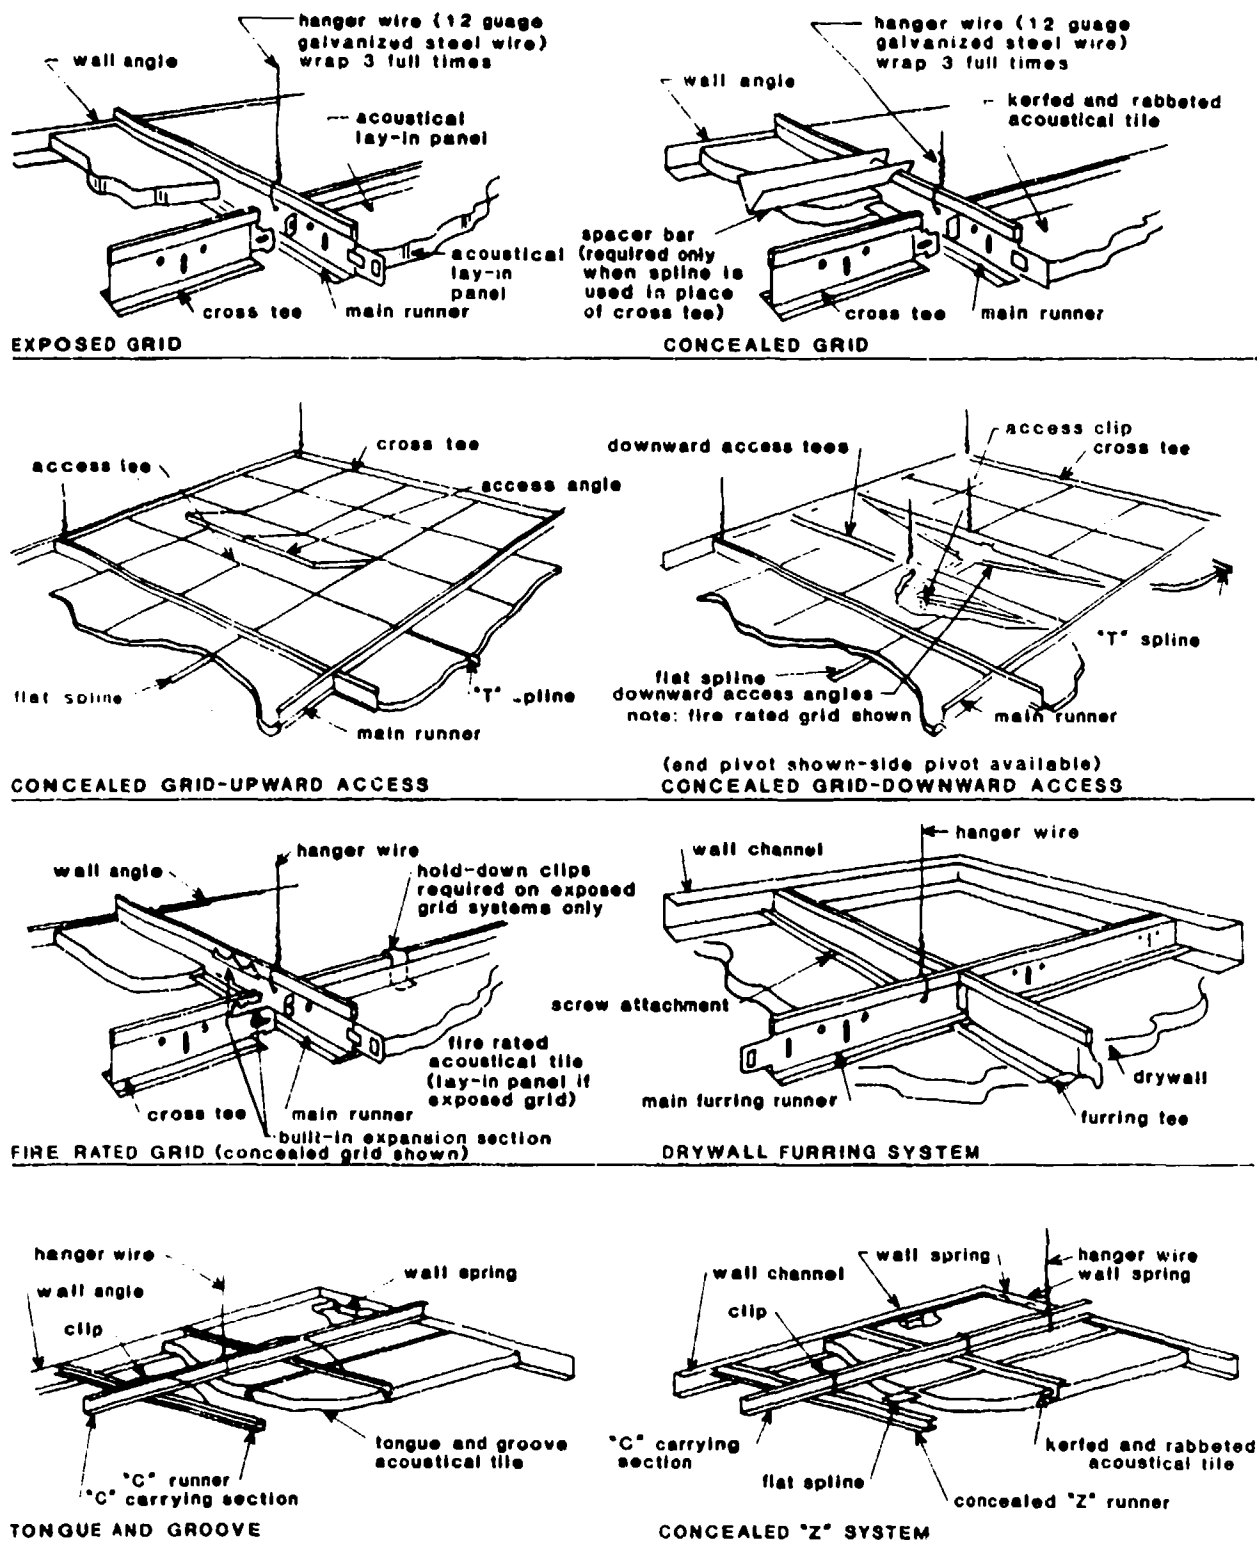 hanger wire (12 guage
galvanized steel wire)
wrap 3 full times
wall angle
acoustical
lay-in panel
acoustical
lay-in
panel
cross tee
main runner
EXPOSED GRID
hanger wire (12 guage
galvanized steel wire)
wrap 3 full times
wall angle
kerfed and rabbeted
acoustical tile
spacer bar
(required only
when spline is
used in place
of cross tee)
cross tee
main runner
CONCEALED GRID
cross tee
access tee
access angle
flat spline
"T" spline
main runner
CONCEALED GRID-UPWARD ACCESS
access clip
downward access tees
cross tee
"T" spline
flat spline
downward access angles
note: fire rated grid shown
main runner
(end pivot shown-side pivot available)
CONCEALED GRID-DOWNWARD ACCESS
hanger wire
wall angle
hold-down clips
required on exposed
grid systems only
fire rated
acoustical tile
(lay-in panel if
exposed grid)
cross tee
main runner
built-in expansion section
FIRE RATED GRID (concealed grid shown)
hanger wire
wall channel
screw attachment
drywall
main furring runner
furring tee
DRYWALL FURRING SYSTEM
hanger wire
wall spring
wall angle
clip
tongue and groove
acoustical tile
"C" runner
"C" carrying section
TONGUE AND GROOVE
wall spring
hanger wire
wall spring
wall channel
clip
"C" carrying
section
kerfed and rabbeted
acoustical tile
flat spline
concealed "Z" runner
CONCEALED "Z" SYSTEM